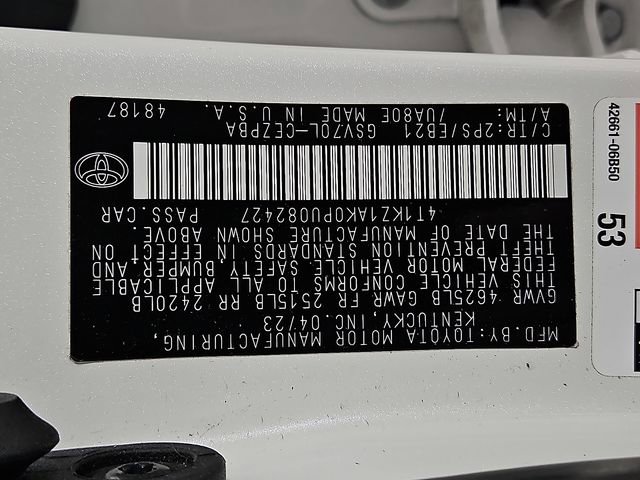 MFD.BY:TOYOTA MOTOR MANUFACTURING,
KENTUCKY, INC.04/23
GVWR 4625LB GAWR FR 2515LB RR 2420LB
THIS VEHICLE CONFORMS TO ALL APPLICABLE
FEDERAL MOTOR VEHICLE SAFETY,BUMPER,AND
THEFT PREVENTION STANDARDS IN EFFECT ON
THE DATE OF MANUFACTURE SHOWN ABOVE.
4T1KZ1AK0PU082427 PASS.CAR
C/TR:2PS/EB21 GSV70L-CEZPBA
A/TM: /UA80E MADE IN U.S.A. 48187
42661-06B50
53